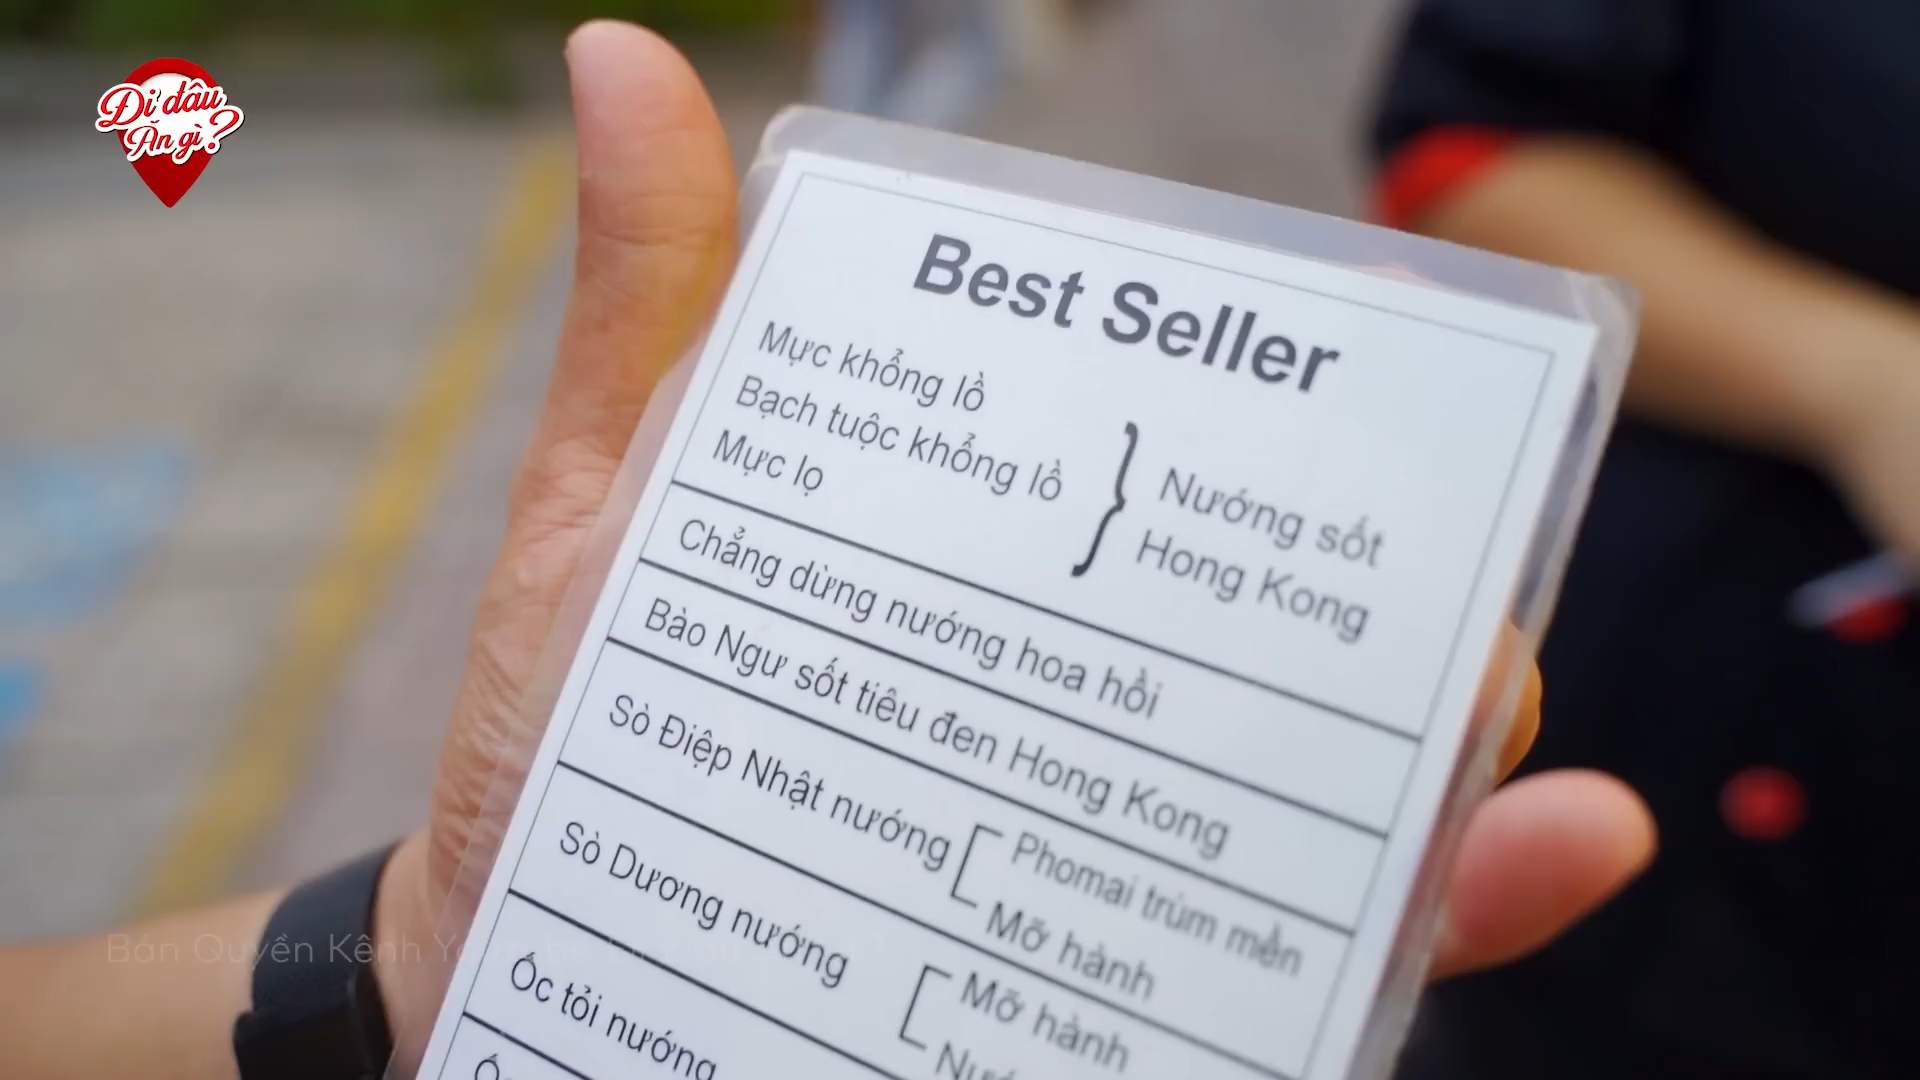 Đi đâu
Ăn gì?
Best Seller
Mực khổng lồ
Bạch tuộc khổng lồ
Mực lọ
Nướng sốt
Hong Kong
Chẳng dừng nướng hoa hồi
Bào Ngư sốt tiêu đen Hong Kong
Sò Điệp Nhật nướng
Phomai trùm mền
Mỡ hành
Sò Dương nướng
Mỡ hành
Ốc tỏi nướng
Bản Quyền Kênh